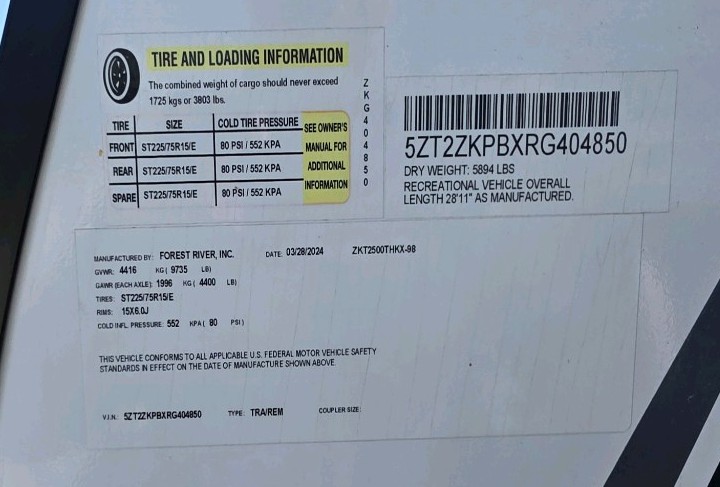 TIRE AND LOADING INFORMATION
The combined weight of cargo should never exceed
1725 kgs or 3803 lbs.
TIRE SIZE COLD TIRE PRESSURE
FRONT ST225/75R15/E 80 PSI / 552 KPA
REAR ST225/75R15/E 80 PSI / 552 KPA
SPARE ST225/75R15/E 80 PSI / 552 KPA
SEE OWNER'S
MANUAL FOR
ADDITIONAL
INFORMATION
ZKG404850
5ZT2ZKPBXRG404850
DRY WEIGHT: 5894 LBS
RECREATIONAL VEHICLE OVERALL
LENGTH 28'11" AS MANUFACTURED.
MANUFACTURED BY: FOREST RIVER, INC. DATE: 03/28/2024 ZKT2500THKX-98
GVWR: 4416 KG ( 9735 LB)
GAWR (EACH AXLE): 1996 KG ( 4400 LB)
TIRES: ST225/75R15/E
RIMS: 15X6.0J
COLD INFL. PRESSURE: 552 KPA ( 80 PSI )
THIS VEHICLE CONFORMS TO ALL APPLICABLE U.S. FEDERAL MOTOR VEHICLE SAFETY
STANDARDS IN EFFECT ON THE DATE OF MANUFACTURE SHOWN ABOVE.
V.I.N.: 5ZT2ZKPBXRG404850 TYPE: TRA/REM COUPLER SIZE: